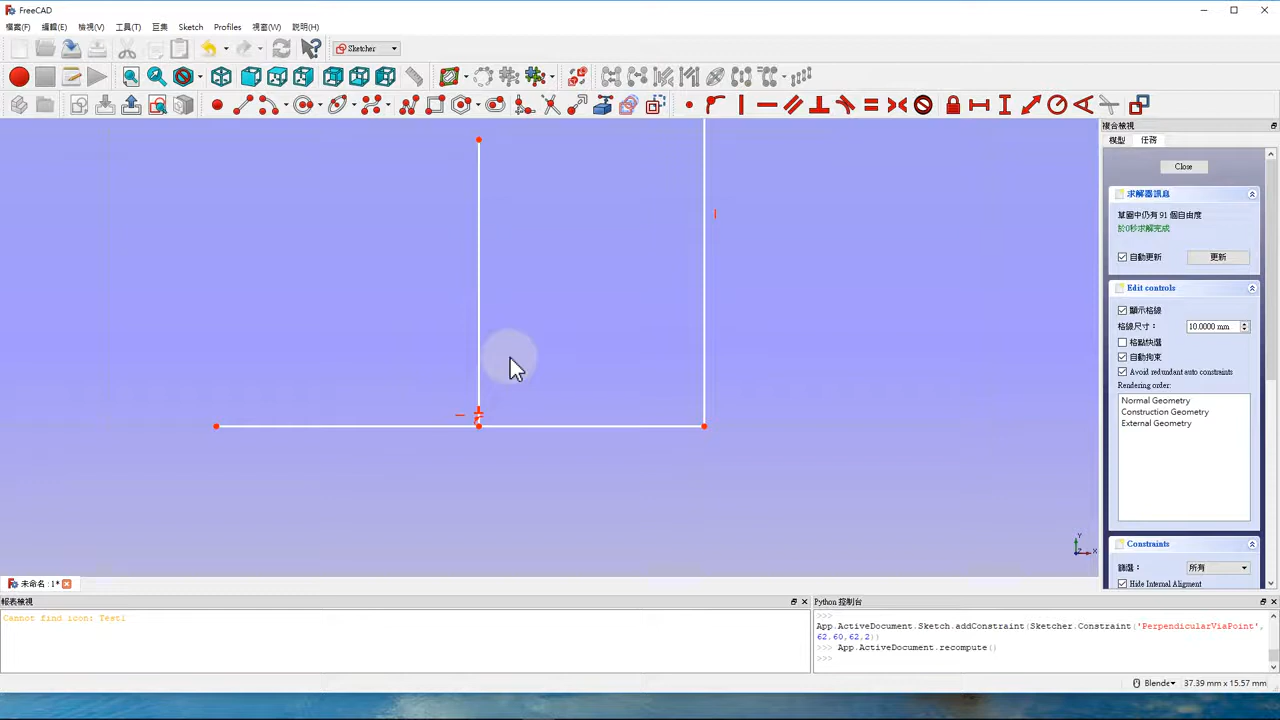 FreeCAD
檔案(F) 編輯(E) 檢視(V) 工具(T) 巨集 Sketch Profiles 視窗(W) 說明(H)
Sketcher
複合檢視
模型 任務
Close
求解器訊息
草圖中仍有 91 個自由度
於0秒求解完成
自動更新 更新
Edit controls
顯示格線
格線尺寸： 10.0000 mm
格點快選
自動拘束
Avoid redundant auto constraints
Rendering order:
Normal Geometry
Construction Geometry
External Geometry
Y
X
Constraints
篩選： 所有
Hide Internal Aligment
未命名 : 1*
報表檢視
Cannot find icon: Test1
Python 控制台
>>>
App.ActiveDocument.Sketch.addConstraint(Sketcher.Constraint('PerpendicularViaPoint',
62,60,62,2))
>>> App.ActiveDocument.recompute()
>>>
Blende 37.39 mm x 15.57 mm